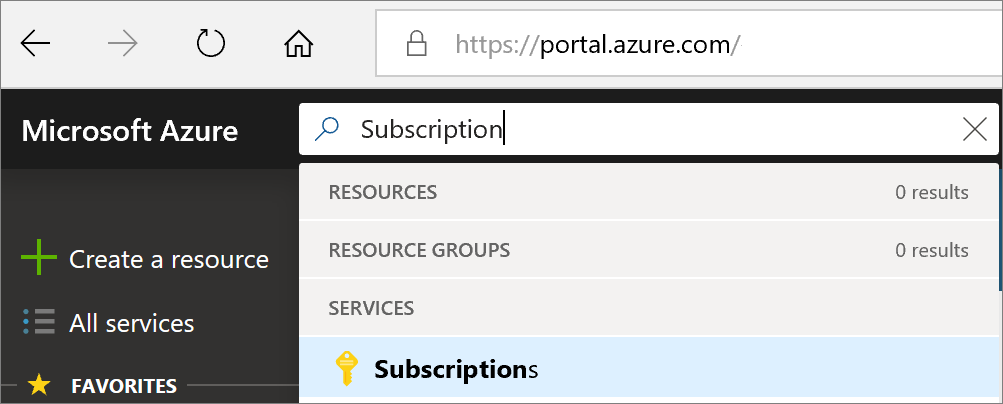 https://portal.azure.com/
Microsoft Azure
Subscription
RESOURCES 0 results
RESOURCE GROUPS 0 results
Create a resource
SERVICES
All services
Subscriptions
FAVORITES